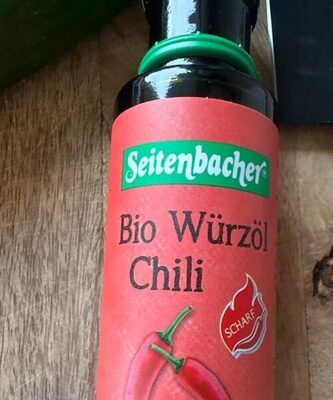 Seitenbacher®
Bio Würzöl
Chili
SCHARF